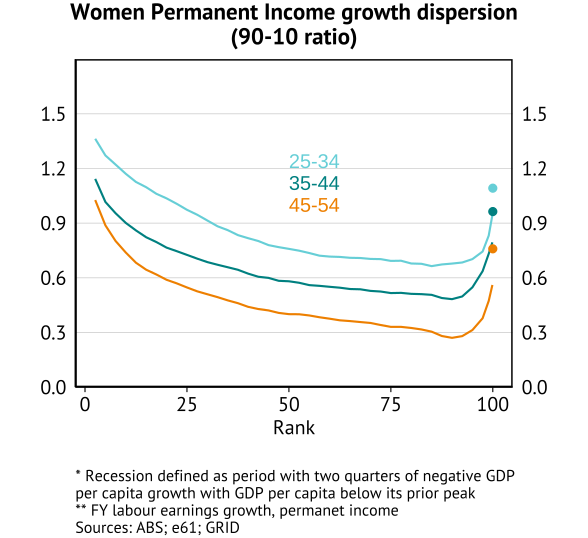 Women Permanent Income growth dispersion
(90-10 ratio)
1.5 1.5
1.2 1.2
25-34
35-44
45-54
0.9 0.9
0.6 0.6
0.3 0.3
0.0 0.0
0 25 50 75 100
Rank
* Recession defined as period with two quarters of negative GDP
per capita growth with GDP per capita below its prior peak
** FY labour earnings growth, permanet income
Sources: ABS; e61; GRID